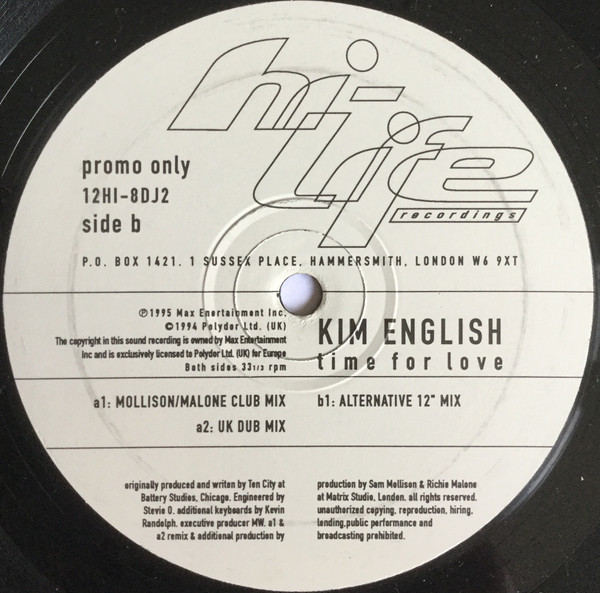 hi-life
recordings
promo only
12HI-8DJ2
side b
P.O. BOX 1421. 1 SUSSEX PLACE, HAMMERSMITH, LONDON W6 9XT
℗1995 Max Enertaiment Inc.
©1994 Polydor Ltd. (UK)
The copyright in this sound recording is owned by Max Entertainment
Inc and is exclusively licensed to Polydor Ltd. (UK) for Europe
Both sides 33 1/3 rpm
KIM ENGLISH
time for love
a1: MOLLISON/MALONE CLUB MIX
a2: UK DUB MIX
b1: ALTERNATIVE 12" MIX
originally produced and writen by Ten City at
Battery Studios, Chicago. Engineered by
Stevie O. additional keyboards by Kevin
Randolph. executive producer MW. a1 &
a2 remix & additional production by
production by Sam Mollison & Richie Malone
at Matrix Studio, London. all rights reserved.
unauthorized copying, reproduction, hiring,
lending,public performance and
broadcasting prohibited.